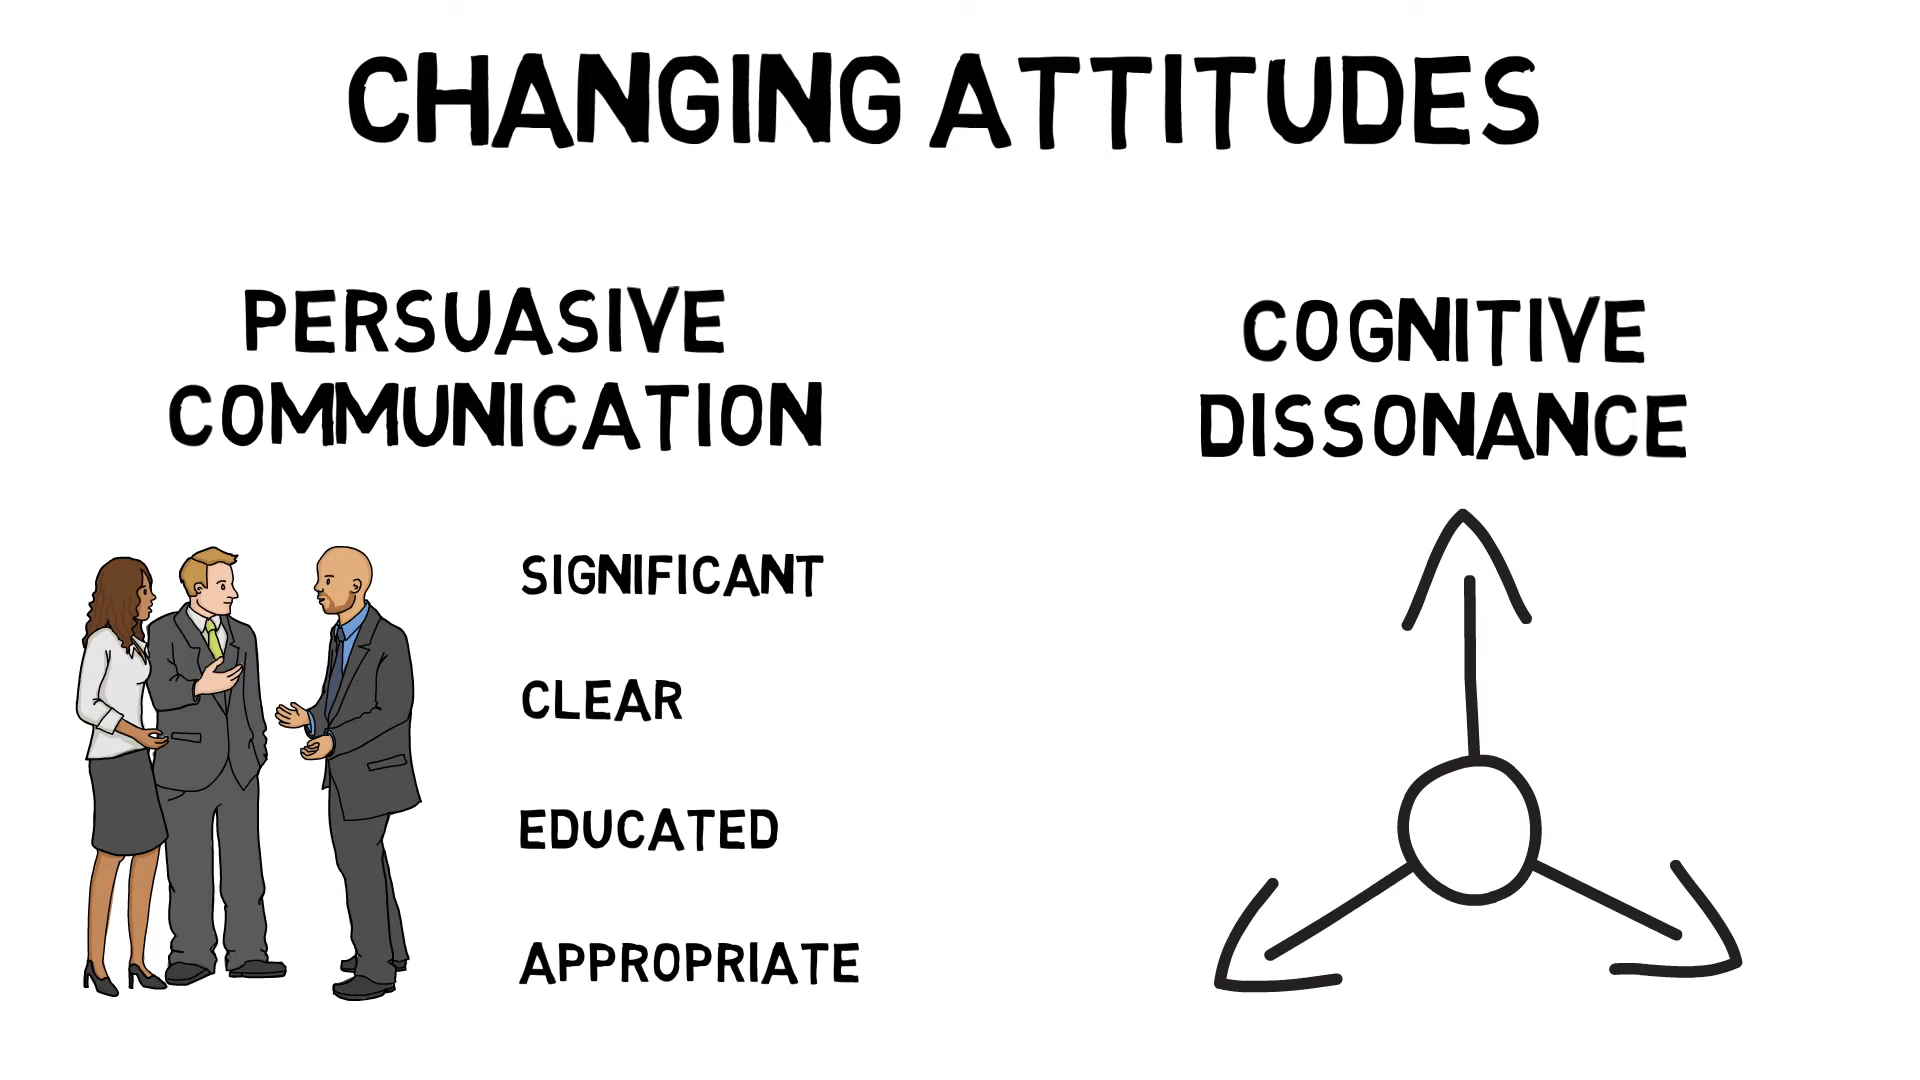 CHANGING ATTITUDES
PERSUASIVE
COMMUNICATION
SIGNIFICANT
CLEAR
EDUCATED
APPROPRIATE
COGNITIVE
DISSONANCE